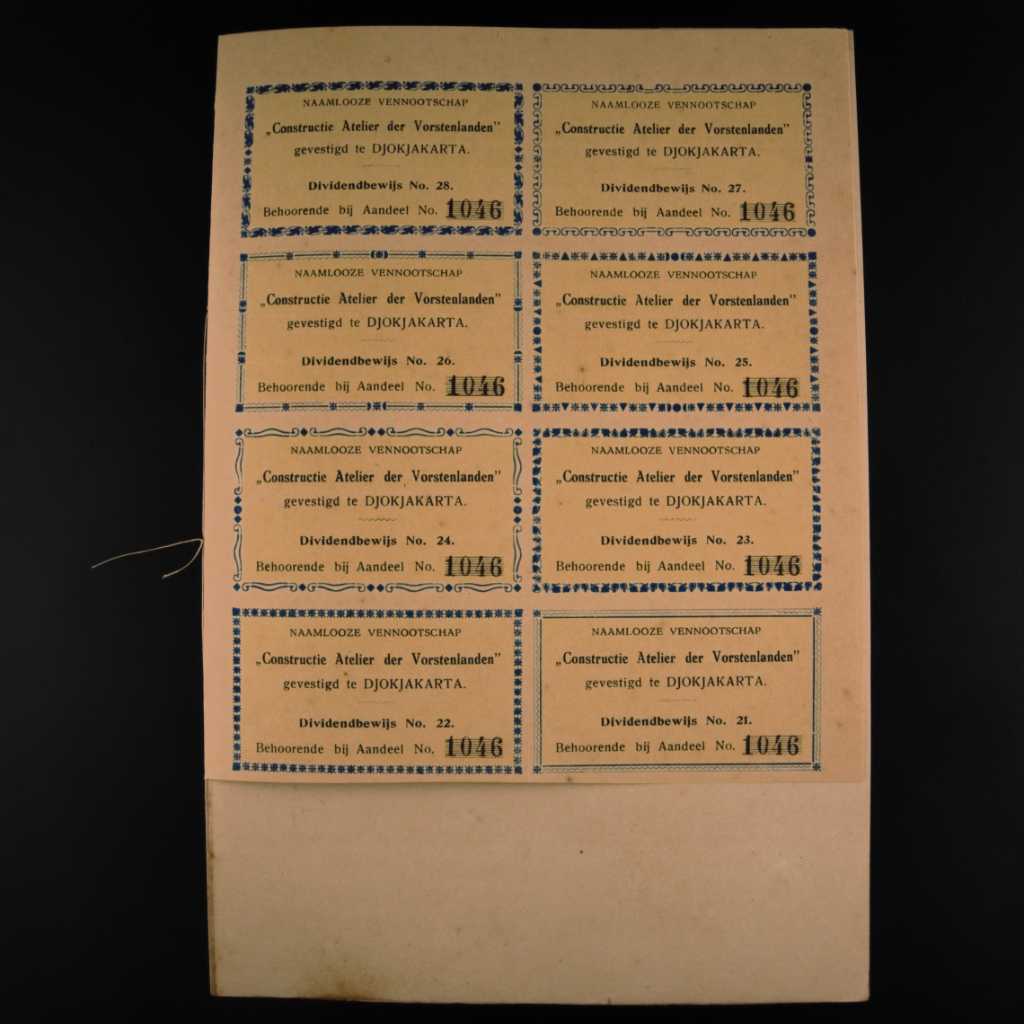 NAAMLOOZE VENNOOTSCHAP
„Constructie Atelier der Vorstenlanden”
gevestigd te DJOKJAKARTA.
Dividendbewijs No. 28.
Behoorende bij Aandeel No. 1046
NAAMLOOZE VENNOOTSCHAP
„Constructie Atelier der Vorstenlanden”
gevestigd te DJOKJAKARTA.
Dividendbewijs No. 27.
Behoorende bij Aandeel No. 1046
NAAMLOOZE VENNOOTSCHAP
„Constructie Atelier der Vorstenlanden”
gevestigd te DJOKJAKARTA.
Dividendbewijs No. 26.
Behoorende bij Aandeel No. 1046
NAAMLOOZE VENNOOTSCHAP
„Constructie Atelier der Vorstenlanden”
gevestigd te DJOKJAKARTA.
Dividendbewijs No. 25.
Behoorende bij Aandeel No. 1046
NAAMLOOZE VENNOOTSCHAP
„Constructie Atelier der Vorstenlanden”
gevestigd te DJOKJAKARTA.
Dividendbewijs No. 24.
Behoorende bij Aandeel No. 1046
NAAMLOOZE VENNOOTSCHAP
„Constructie Atelier der Vorstenlanden”
gevestigd te DJOKJAKARTA.
Dividendbewijs No. 23.
Behoorende bij Aandeel No. 1046
NAAMLOOZE VENNOOTSCHAP
„Constructie Atelier der Vorstenlanden”
gevestigd te DJOKJAKARTA.
Dividendbewijs No. 22.
Behoorende bij Aandeel No. 1046
NAAMLOOZE VENNOOTSCHAP
„Constructie Atelier der Vorstenlanden”
gevestigd te DJOKJAKARTA.
Dividendbewijs No. 21.
Behoorende bij Aandeel No. 1046